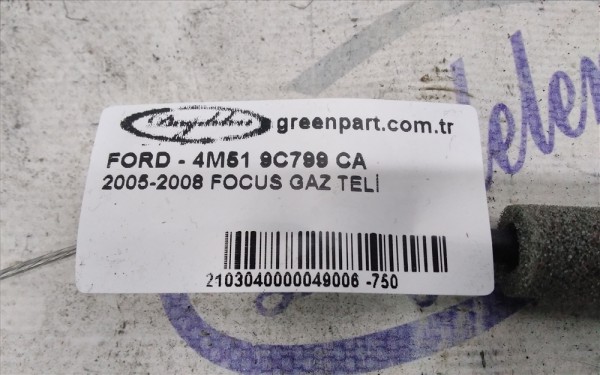 greenpart.com.tr
FORD - 4M51 9C799 CA
2005-2008 FOCUS GAZ TELİ
2103040000049006 -750